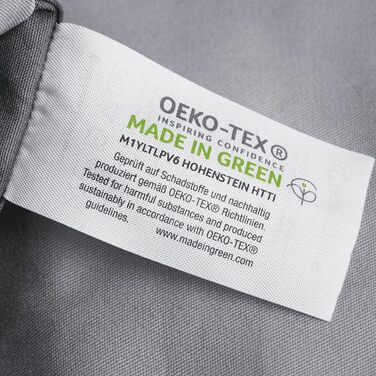 OEKO-TEX®
INSPIRING CONFIDENCE
MADE IN GREEN
M1YLTLPV6 HOHENSTEIN HTTI
Geprüft auf Schadstoffe und nachhaltig
produziert gemäß OEKO-TEX® Richtlinien.
Tested for harmful substances and produced
sustainably in accordance with OEKO-TEX®
guidelines.
www.madeingreen.com